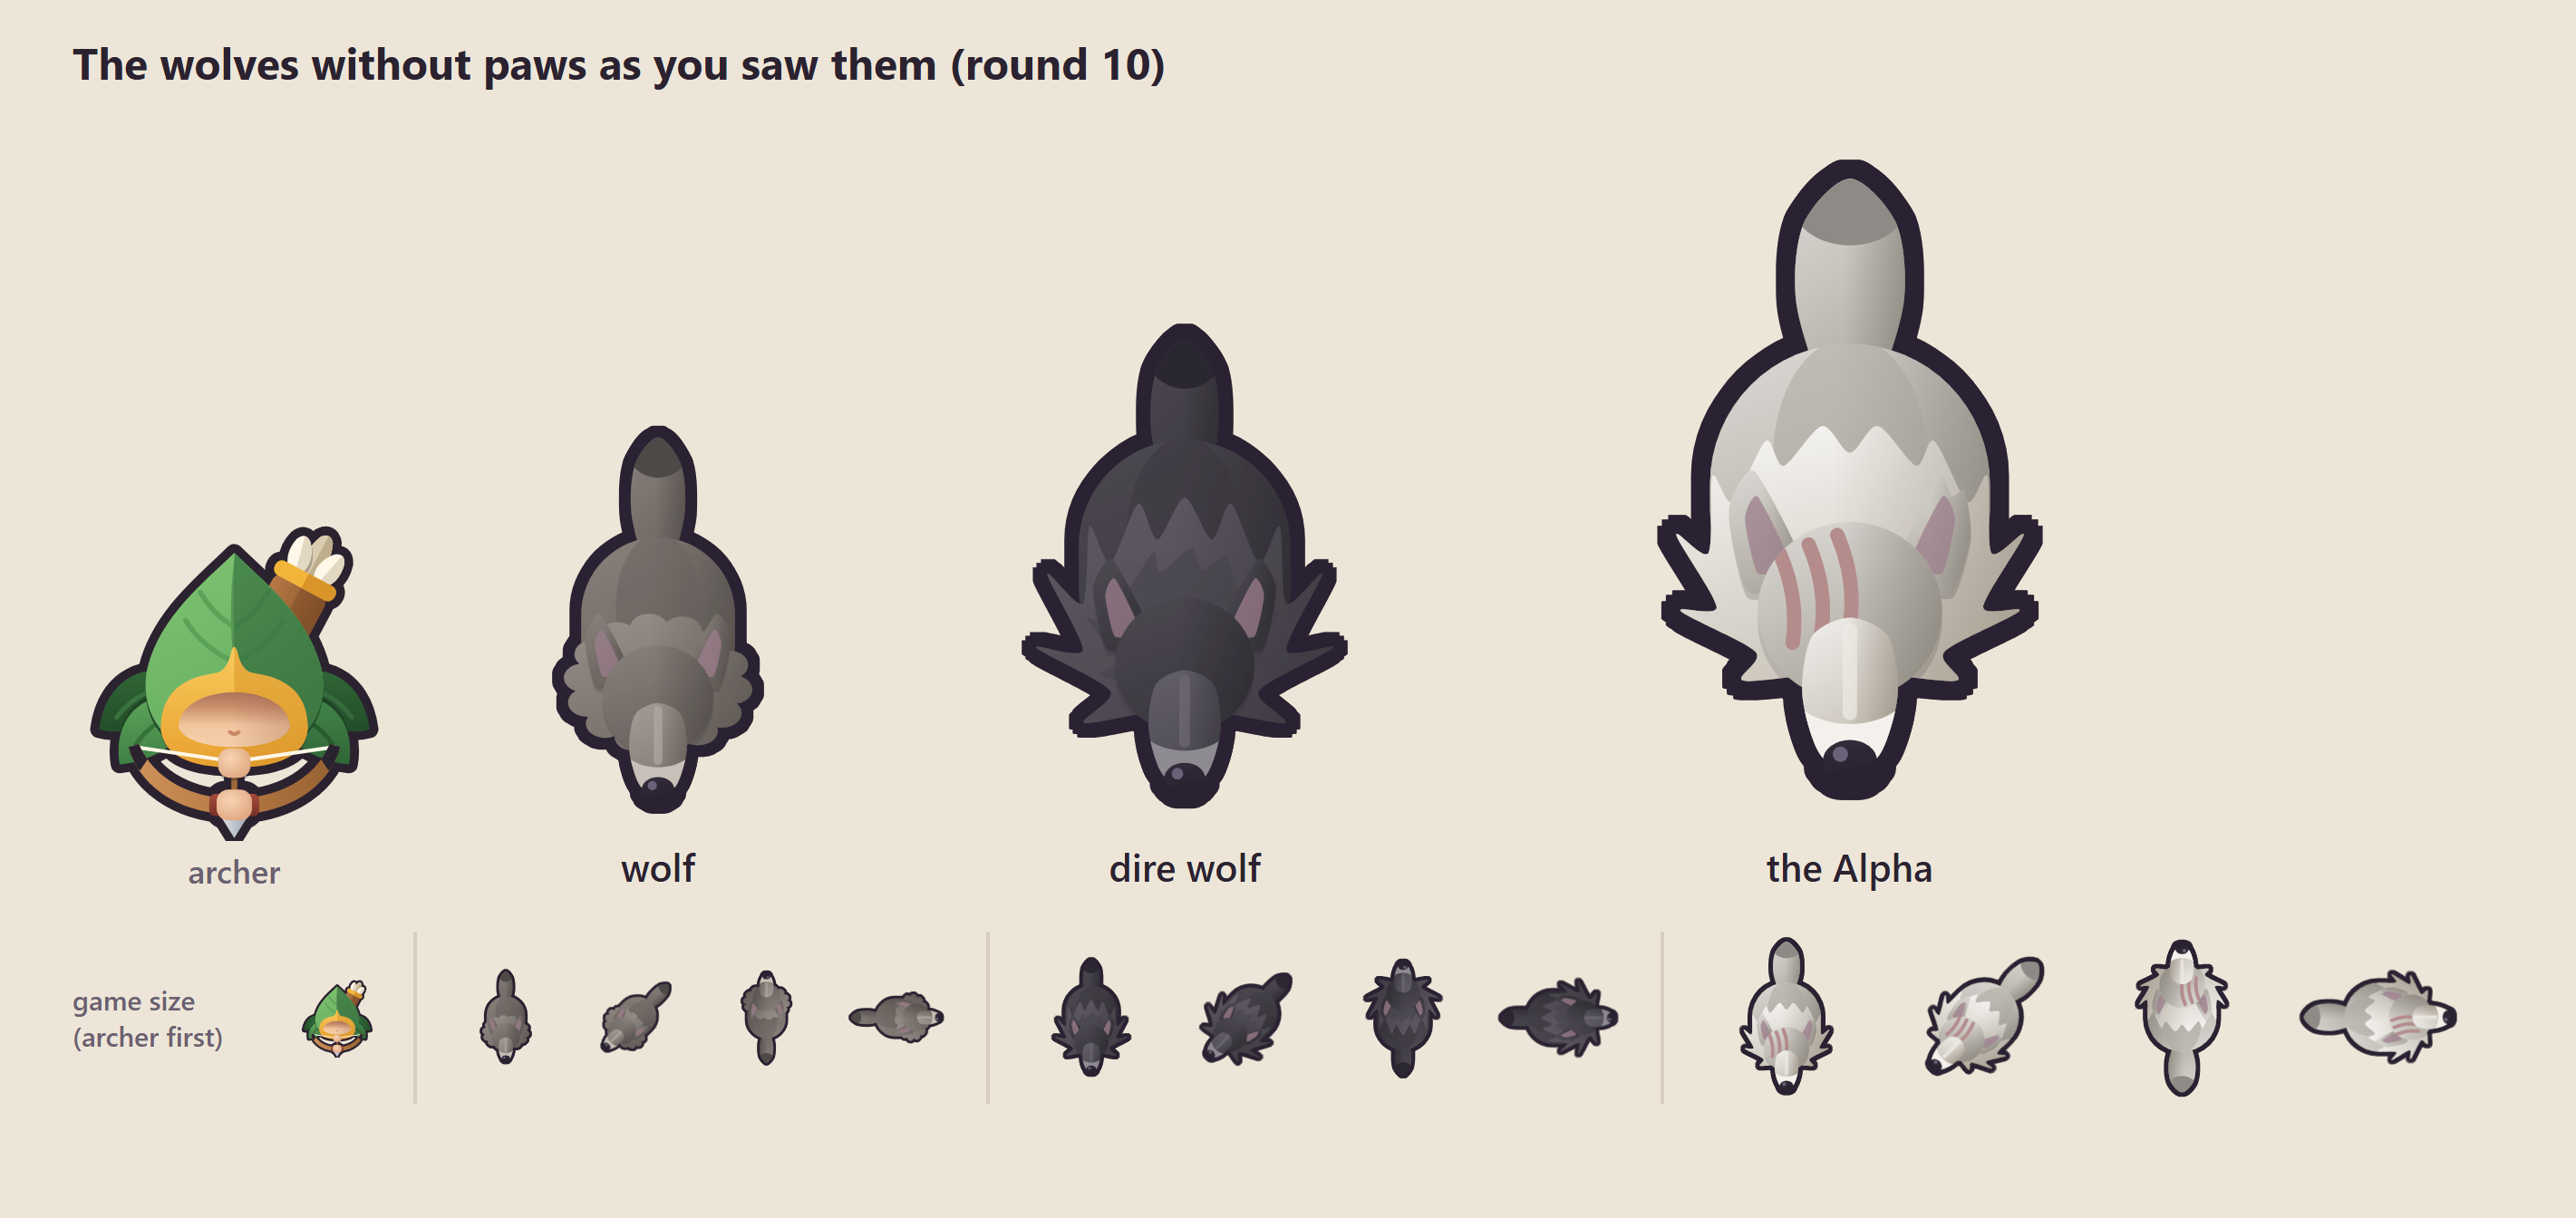 The wolves without paws as you saw them (round 10)
archer
wolf
dire wolf
the Alpha
game size
(archer first)